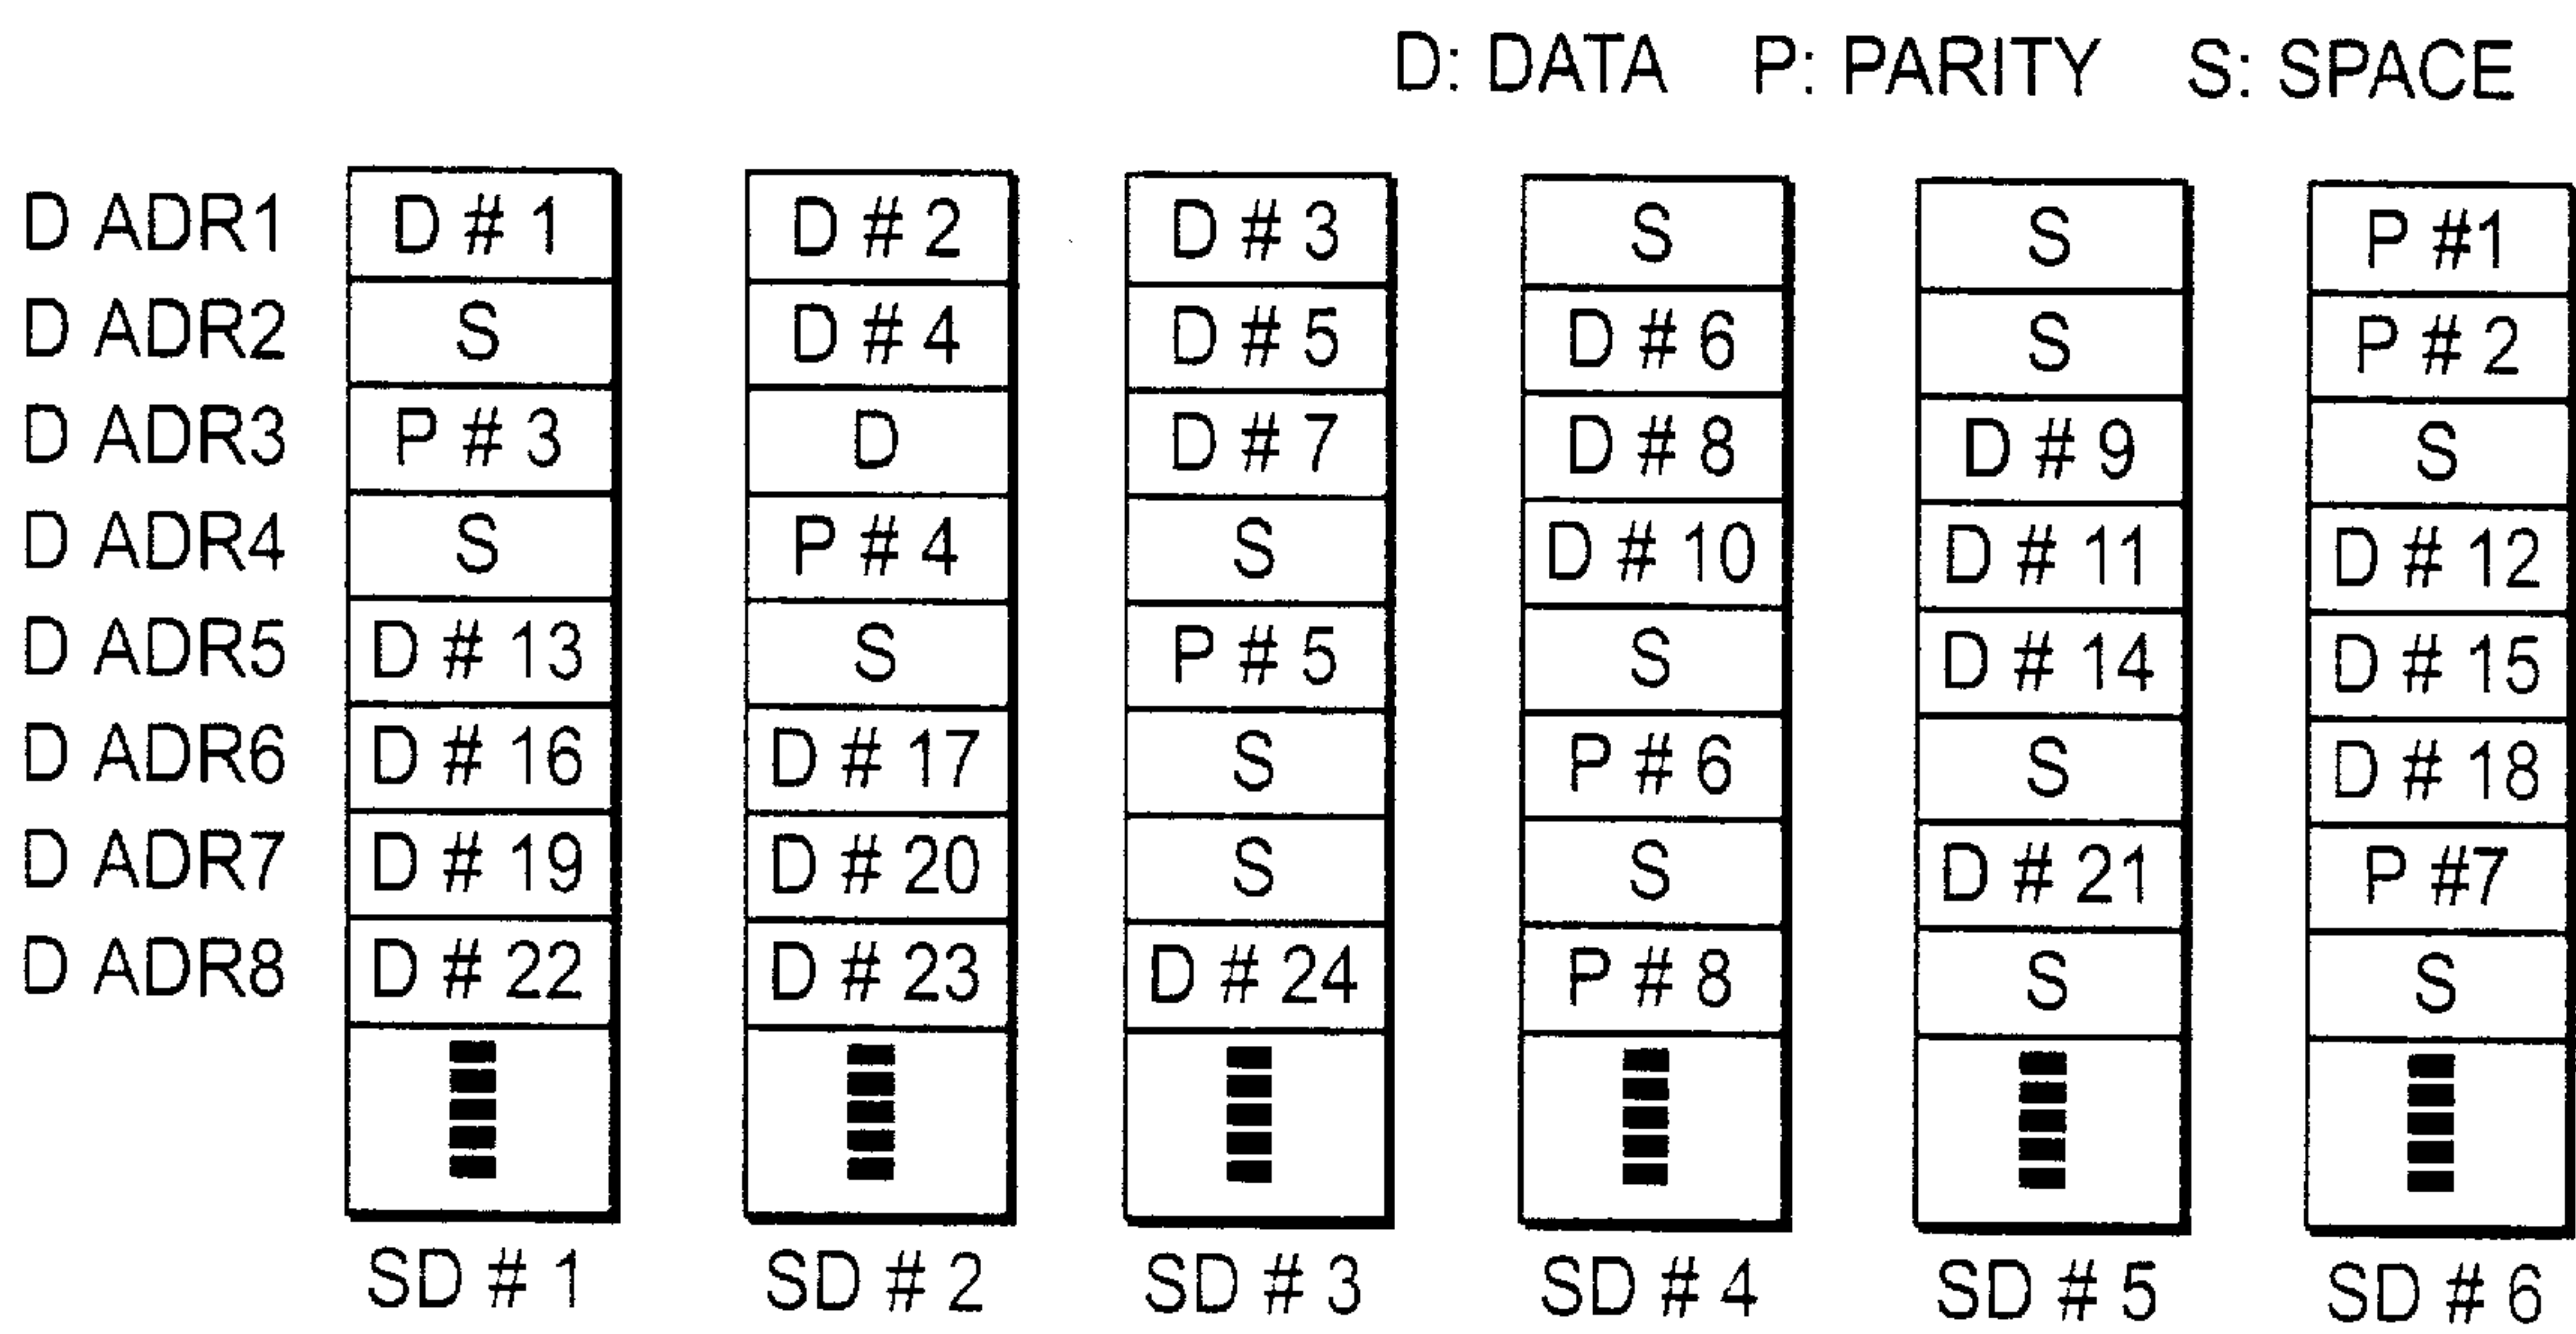 D: DATA P: PARITY S: SPACE
D ADR1 D # 1 D # 2 D # 3 S S P #1
D ADR2 S D # 4 D # 5 D # 6 S P # 2
D ADR3 P # 3 D D # 7 D # 8 D # 9 S
D ADR4 S P # 4 S D # 10 D # 11 D # 12
D ADR5 D # 13 S P # 5 S D # 14 D # 15
D ADR6 D # 16 D # 17 S P # 6 S D # 18
D ADR7 D # 19 D # 20 S S D # 21 P #7
D ADR8 D # 22 D # 23 D # 24 P # 8 S S
SD # 1 SD # 2 SD # 3 SD # 4 SD # 5 SD # 6